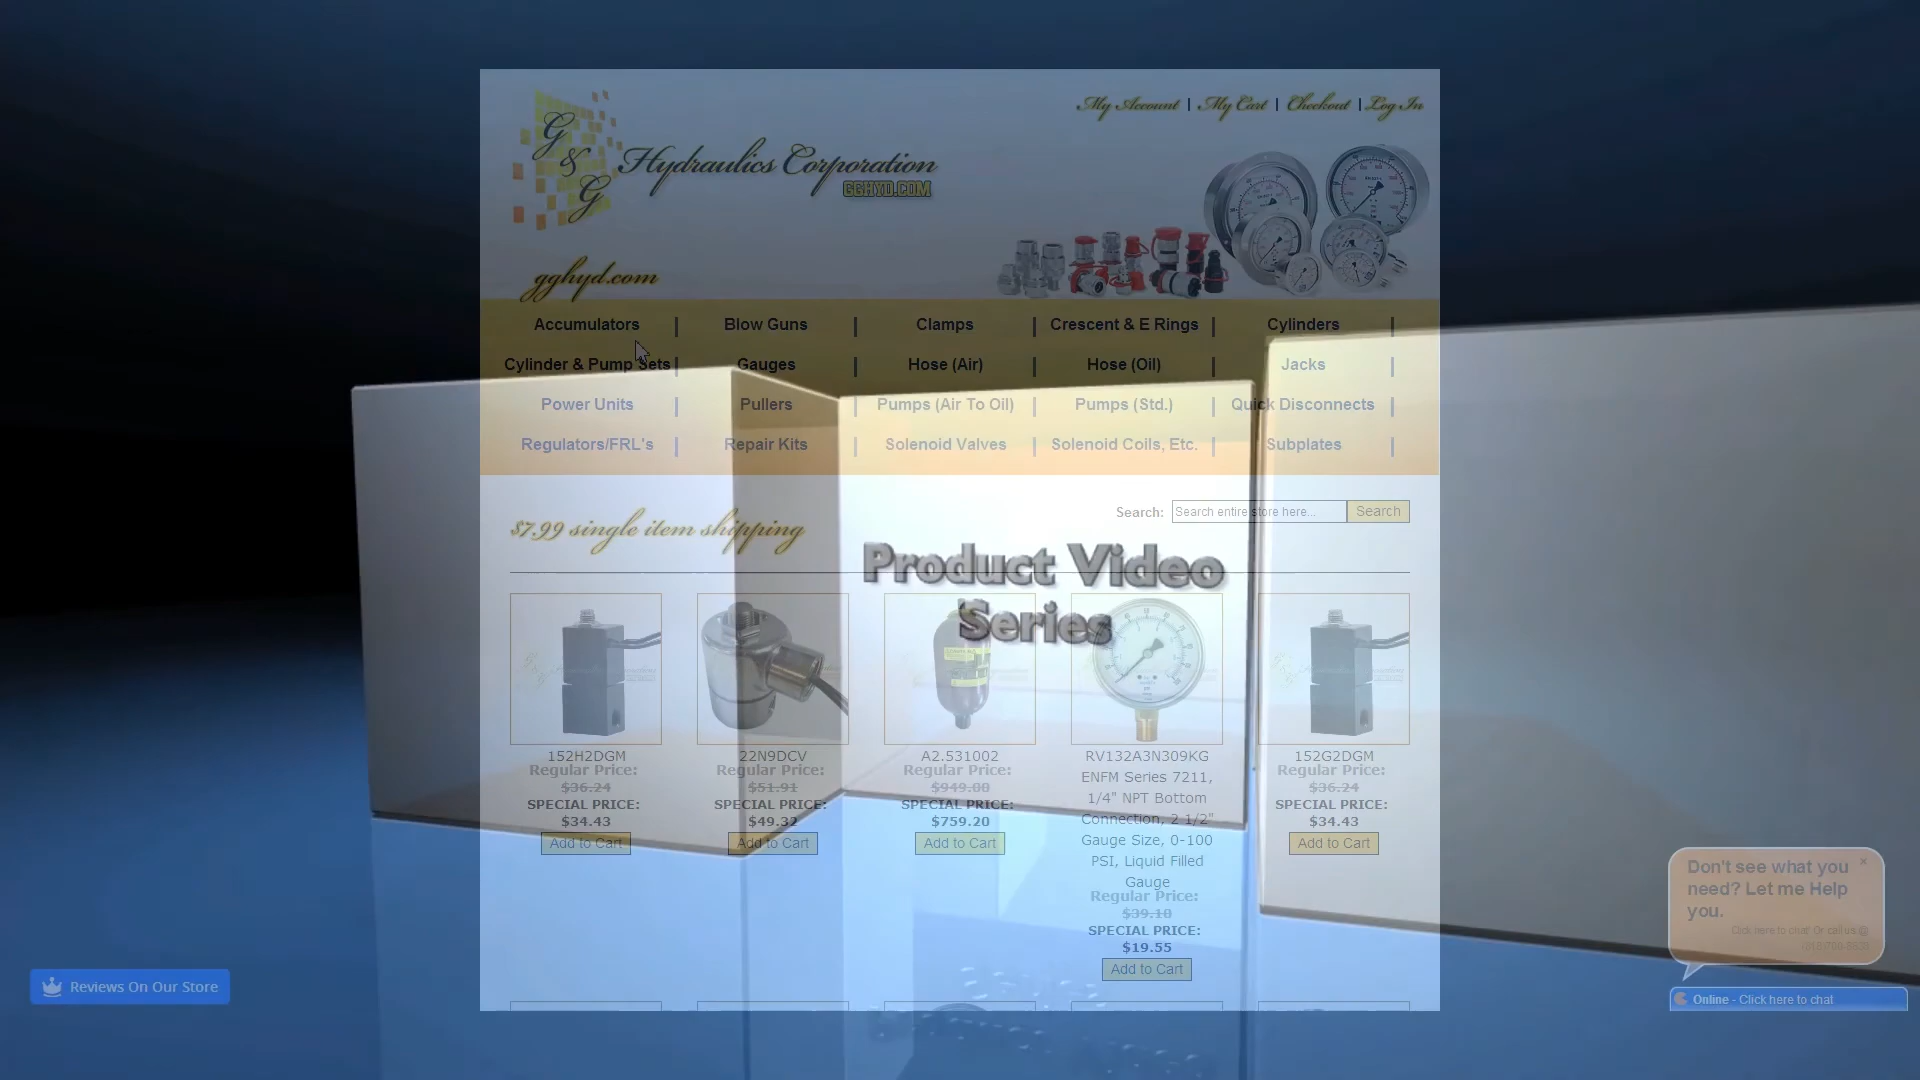 My Account | My Cart | Checkout | Log In
G & G Hydraulics Corporation
GGHYD.COM
gghyd.com
Accumulators | Blow Guns | Clamps | Crescent & E Rings | Cylinders |
Cylinder & Pump Sets | Gauges | Hose (Air) | Hose (Oil) | Jacks |
Power Units | Pullers | Pumps (Air To Oil) | Pumps (Std.) | Quick Disconnects |
Regulators/FRL's | Repair Kits | Solenoid Valves | Solenoid Coils, Etc. | Subplates |
$7.99 single item shipping
Search: Search entire store here... Search
Product Video
Series
152H2DGM
Regular Price:
$36.24
SPECIAL PRICE:
$34.43
Add to Cart
22N9DCV
Regular Price:
$51.91
SPECIAL PRICE:
$49.32
Add to Cart
A2.531002
Regular Price:
$949.00
SPECIAL PRICE:
$759.20
Add to Cart
RV132A3N309KG
ENFM Series 7211,
1/4" NPT Bottom
Connection, 2 1/2"
Gauge Size, 0-100
PSI, Liquid Filled
Gauge
Regular Price:
$39.10
SPECIAL PRICE:
$19.55
Add to Cart
152G2DGM
Regular Price:
$36.24
SPECIAL PRICE:
$34.43
Add to Cart
Don't see what you
need? Let me Help
you.
Click here to chat! Or call us @
Reviews On Our Store
Online - Click here to chat